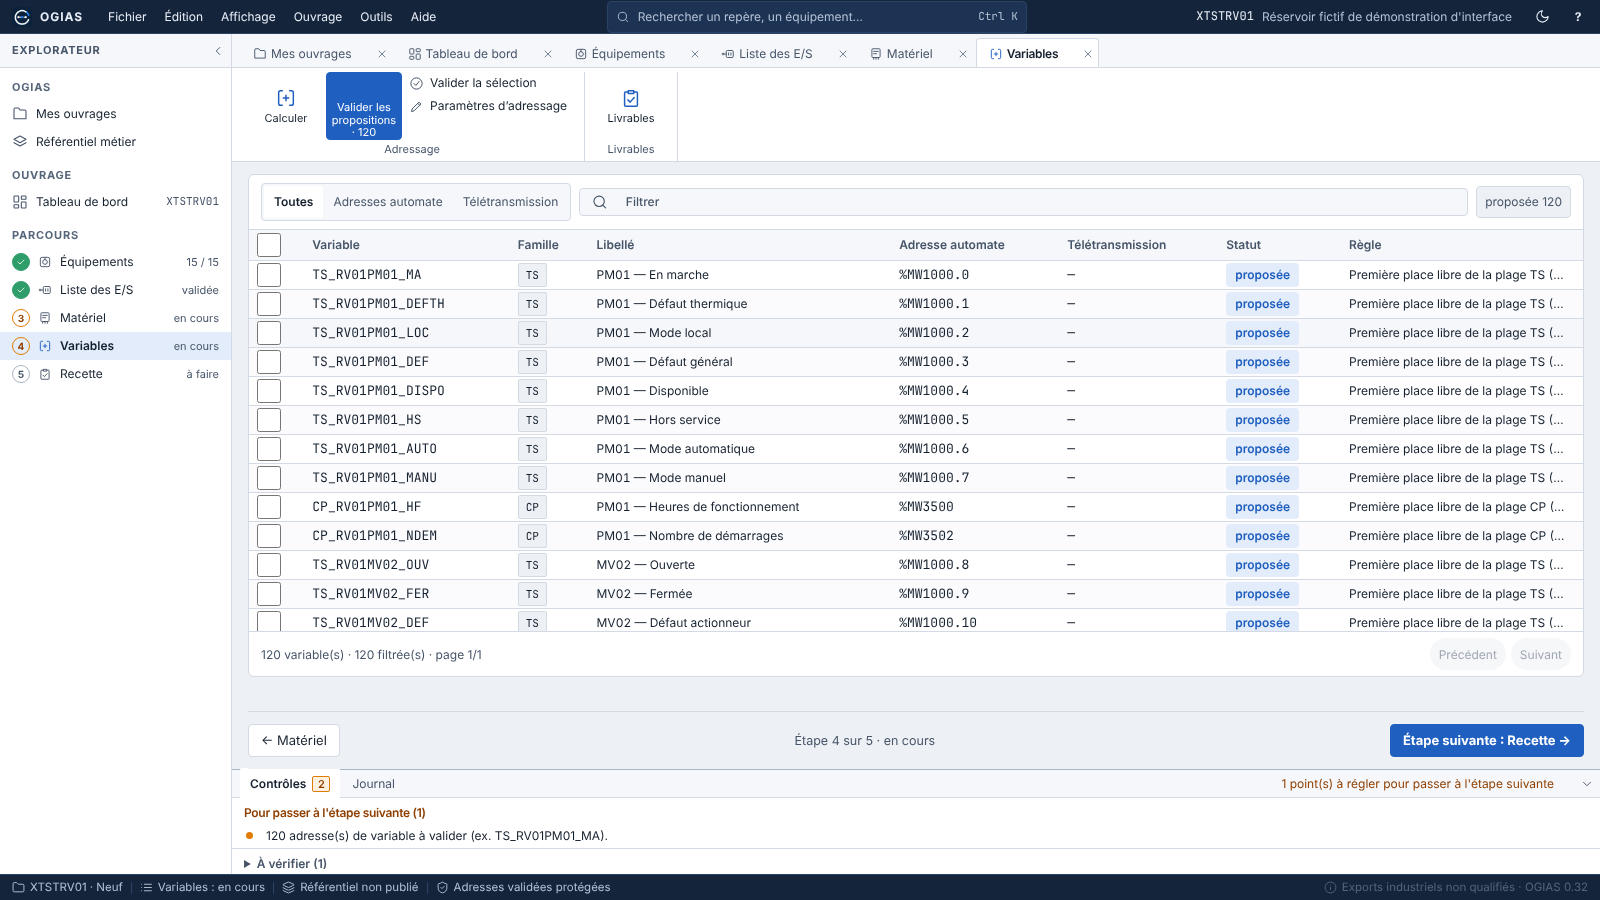 OGIAS
Fichier Édition Affichage Ouvrage Outils Aide
Rechercher un repère, un équipement... Ctrl K
XTSTRV01 Réservoir fictif de démonstration d'interface ?
EXPLORATEUR
OGIAS
Mes ouvrages
Référentiel métier
OUVRAGE
Tableau de bord XTSTRV01
PARCOURS
Équipements 15 / 15
Liste des E/S validée
3 Matériel en cours
4 Variables en cours
5 Recette à faire
Mes ouvrages Tableau de bord Équipements Liste des E/S Matériel Variables
Calculer
Valider les
propositions
· 120
Valider la sélection
Paramètres d'adressage
Adressage
Livrables
Livrables
Toutes Adresses automate Télétransmission Filtrer proposée 120
Variable Famille Libellé Adresse automate Télétransmission Statut Règle
TS_RV01PM01_MA TS PM01 — En marche %MW1000.0 — proposée Première place libre de la plage TS (...
TS_RV01PM01_DEFTH TS PM01 — Défaut thermique %MW1000.1 — proposée Première place libre de la plage TS (...
TS_RV01PM01_LOC TS PM01 — Mode local %MW1000.2 — proposée Première place libre de la plage TS (...
TS_RV01PM01_DEF TS PM01 — Défaut général %MW1000.3 — proposée Première place libre de la plage TS (...
TS_RV01PM01_DISPO TS PM01 — Disponible %MW1000.4 — proposée Première place libre de la plage TS (...
TS_RV01PM01_HS TS PM01 — Hors service %MW1000.5 — proposée Première place libre de la plage TS (...
TS_RV01PM01_AUTO TS PM01 — Mode automatique %MW1000.6 — proposée Première place libre de la plage TS (...
TS_RV01PM01_MANU TS PM01 — Mode manuel %MW1000.7 — proposée Première place libre de la plage TS (...
CP_RV01PM01_HF CP PM01 — Heures de fonctionnement %MW3500 — proposée Première place libre de la plage CP (...
CP_RV01PM01_NDEM CP PM01 — Nombre de démarrages %MW3502 — proposée Première place libre de la plage CP (...
TS_RV01MV02_OUV TS MV02 — Ouverte %MW1000.8 — proposée Première place libre de la plage TS (...
TS_RV01MV02_FER TS MV02 — Fermée %MW1000.9 — proposée Première place libre de la plage TS (...
TS_RV01MV02_DEF TS MV02 — Défaut actionneur %MW1000.10 — proposée Première place libre de la plage TS (...
120 variable(s) · 120 filtrée(s) · page 1/1 Précédent Suivant
← Matériel Étape 4 sur 5 · en cours Étape suivante : Recette →
Contrôles 2 Journal 1 point(s) à régler pour passer à l'étape suivante
Pour passer à l'étape suivante (1)
120 adresse(s) de variable à valider (ex. TS_RV01PM01_MA).
À vérifier (1)
XTSTRV01 · Neuf Variables : en cours Référentiel non publié Adresses validées protégées Exports industriels non qualifiés · OGIAS 0.32